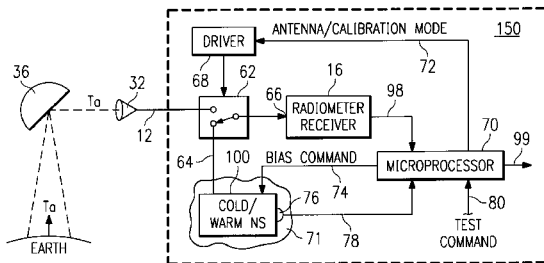 DRIVER
ANTENNA/CALIBRATION MODE
150
68
72
36
Ta
32
12
62
66
16
RADIOMETER
RECEIVER
98
70
64
100
BIAS COMMAND
74
MICROPROCESSOR
99
76
COLD/
WARM NS
71
78
80
TEST
COMMAND
Ta
EARTH